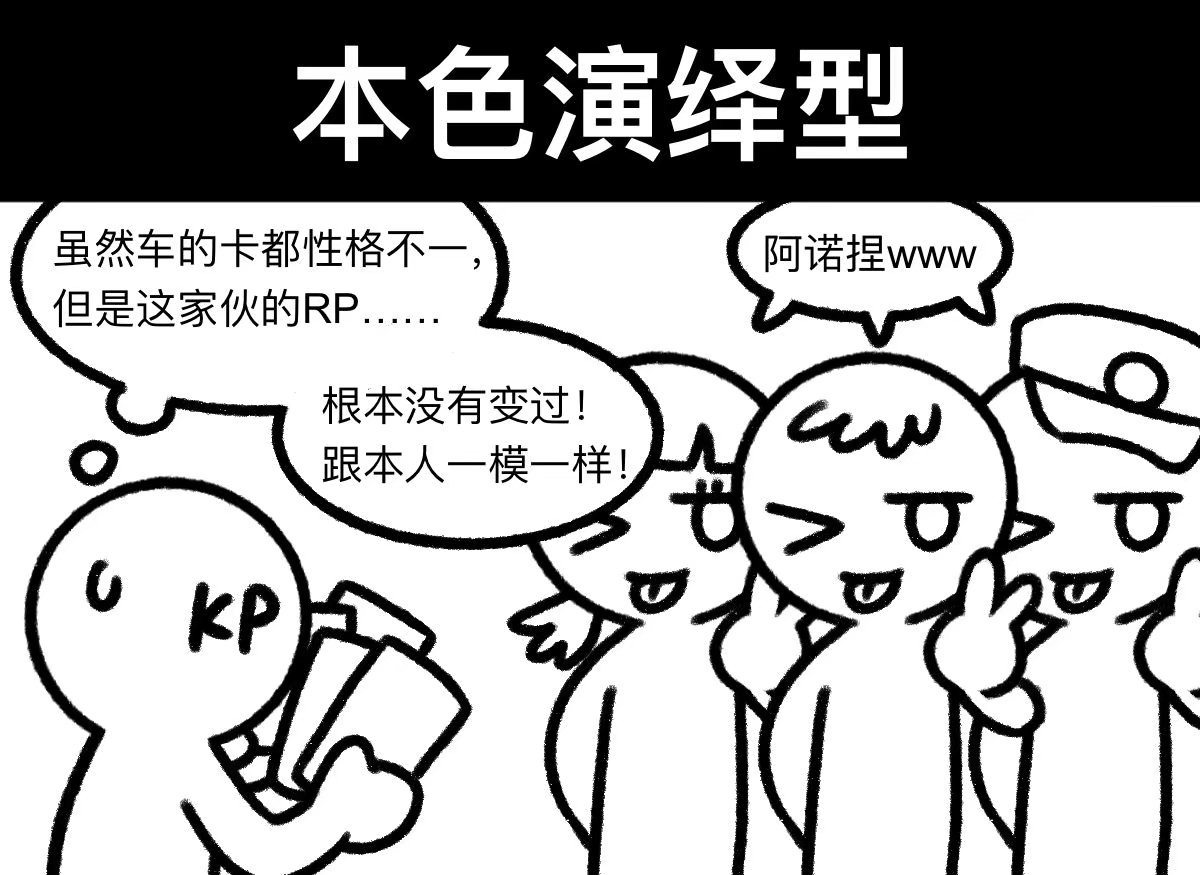 本色演绎型
虽然车的卡都性格不一,
但是这家伙的RP……
根本没有变过！
跟本人一模一样！
阿诺捏www
KP